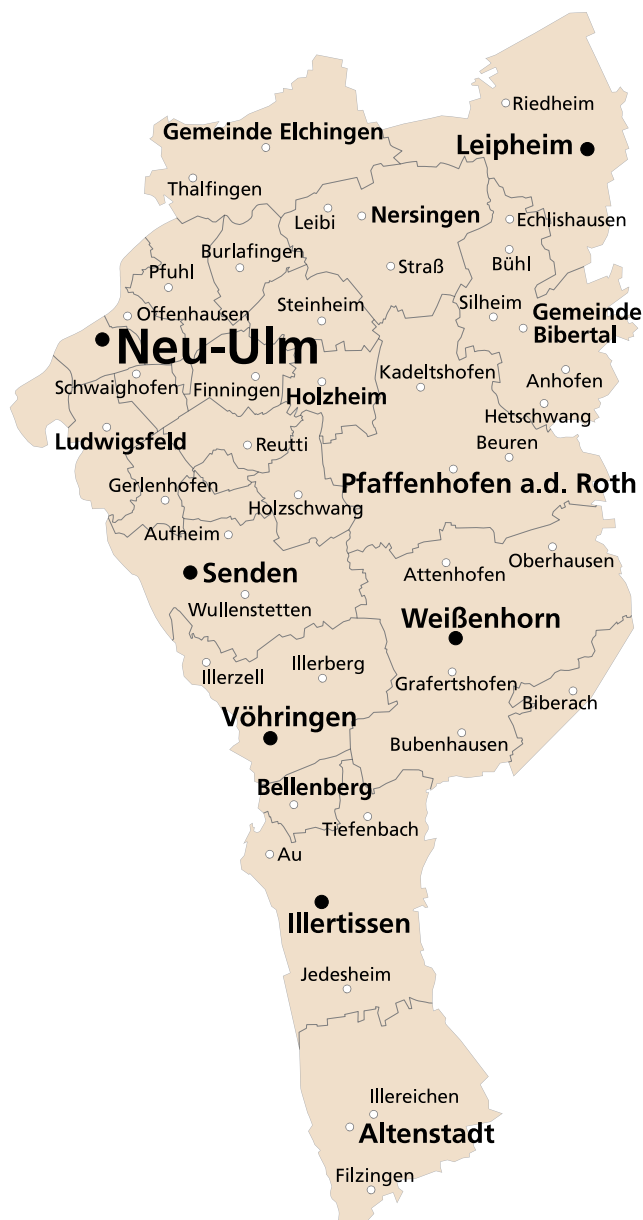 Riedheim
Gemeinde Elchingen
Leipheim
Thalfingen
Leibi
Nersingen
Echlishausen
Burlafingen
Bühl
Pfuhl
Straß
Offenhausen
Steinheim
Silheim
Gemeinde
Bibertal
Neu-Ulm
Schwaighofen
Finningen
Holzheim
Kadeltshofen
Anhofen
Hetschwang
Ludwigsfeld
Reutti
Beuren
Gerlenhofen
Pfaffenhofen a.d. Roth
Holzschwang
Aufheim
Oberhausen
Senden
Attenhofen
Wullenstetten
Weißenhorn
Illerzell
Illerberg
Grafertshofen
Biberach
Vöhringen
Bubenhausen
Bellenberg
Tiefenbach
Au
Illertissen
Jedesheim
Illereichen
Altenstadt
Filzingen